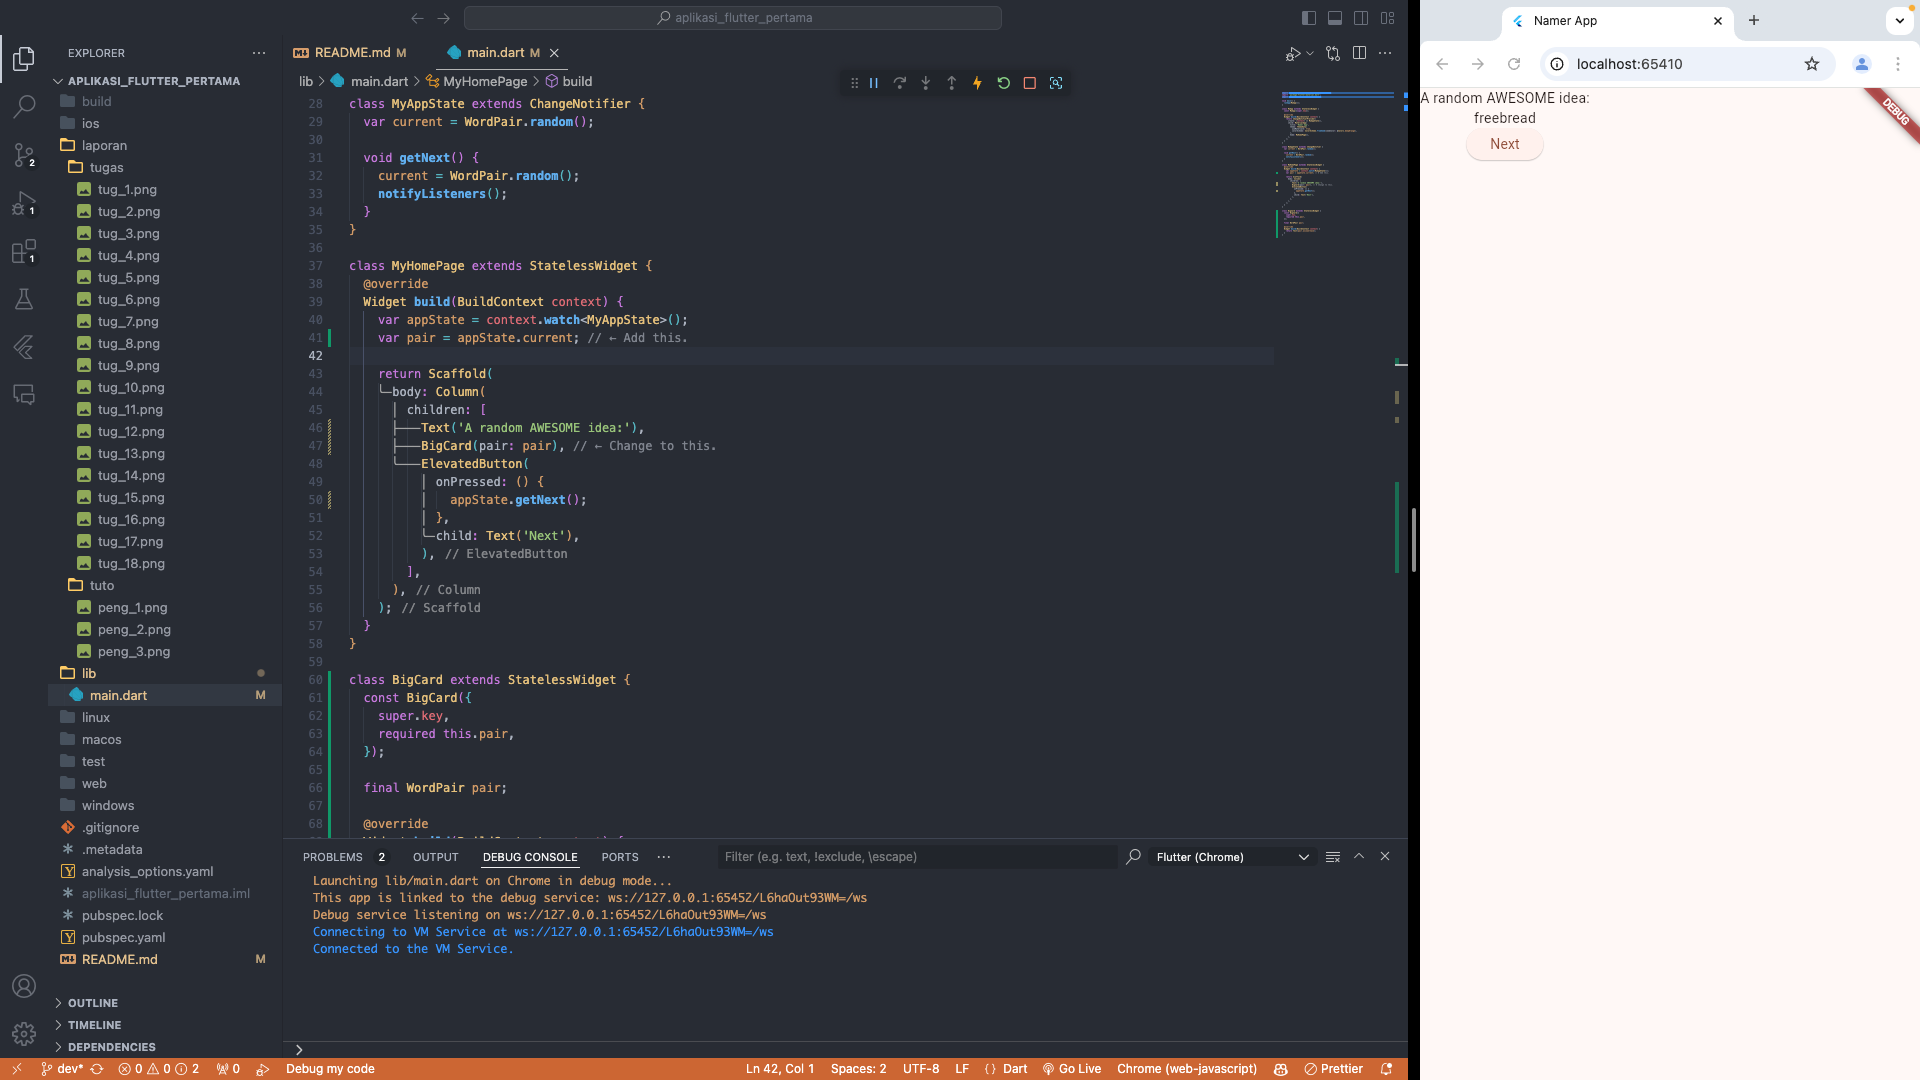 aplikasi_flutter_pertama
EXPLORER
APLIKASI_FLUTTER_PERTAMA
build
ios
laporan
tugas
tug_1.png
tug_2.png
tug_3.png
tug_4.png
tug_5.png
tug_6.png
tug_7.png
tug_8.png
tug_9.png
tug_10.png
tug_11.png
tug_12.png
tug_13.png
tug_14.png
tug_15.png
tug_16.png
tug_17.png
tug_18.png
tuto
peng_1.png
peng_2.png
peng_3.png
lib
main.dart M
linux
macos
test
web
windows
.gitignore
.metadata
analysis_options.yaml
aplikasi_flutter_pertama.iml
pubspec.lock
pubspec.yaml
README.md M
OUTLINE
TIMELINE
DEPENDENCIES
2
1
1
README.md M
main.dart M
lib > main.dart > MyHomePage > build
28 class MyAppState extends ChangeNotifier {
29 var current = WordPair.random();
30
31 void getNext() {
32 current = WordPair.random();
33 notifyListeners();
34 }
35 }
36
37 class MyHomePage extends StatelessWidget {
38 @override
39 Widget build(BuildContext context) {
40 var appState = context.watch<MyAppState>();
41 var pair = appState.current; // ← Add this.
42
43 return Scaffold(
44 body: Column(
45 children: [
46 Text('A random AWESOME idea:'),
47 BigCard(pair: pair), // ← Change to this.
48 ElevatedButton(
49 onPressed: () {
50 appState.getNext();
51 },
52 child: Text('Next'),
53 ), // ElevatedButton
54 ],
55 ), // Column
56 ); // Scaffold
57 }
58 }
59
60 class BigCard extends StatelessWidget {
61 const BigCard({
62 super.key,
63 required this.pair,
64 });
65
66 final WordPair pair;
67
68 @override
PROBLEMS 2 OUTPUT DEBUG CONSOLE PORTS
Filter (e.g. text, !exclude, \escape)
Flutter (Chrome)
Launching lib/main.dart on Chrome in debug mode...
This app is linked to the debug service: ws://127.0.0.1:65452/L6haOut93WM=/ws
Debug service listening on ws://127.0.0.1:65452/L6haOut93WM=/ws
Connecting to VM Service at ws://127.0.0.1:65452/L6haOut93WM=/ws
Connected to the VM Service.
dev* 0 0 2 0 Debug my code
Ln 42, Col 1 Spaces: 2 UTF-8 LF {} Dart Go Live Chrome (web-javascript) Prettier
Namer App
localhost:65410
A random AWESOME idea:
freebread
Next
DEBUG